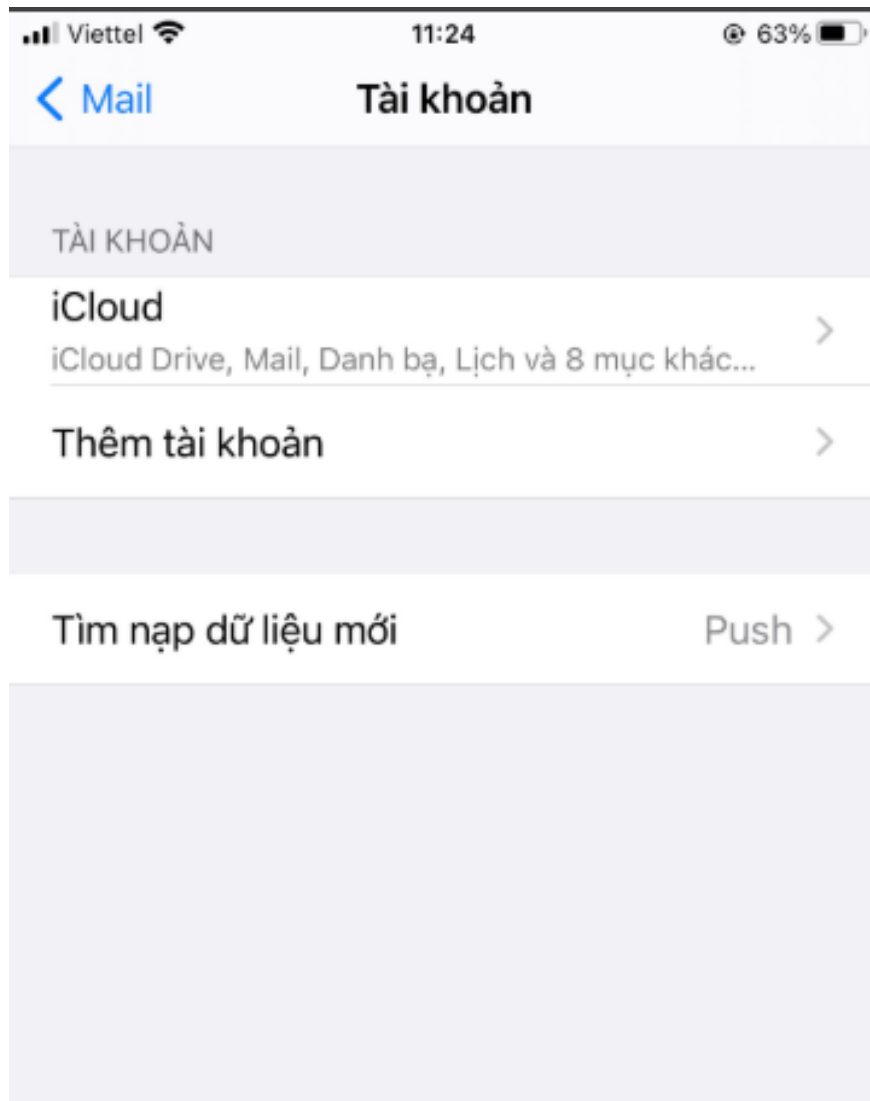 Viettel 11:24 63%
Mail Tài khoản
TÀI KHOẢN
iCloud
iCloud Drive, Mail, Danh bạ, Lịch và 8 mục khác...
Thêm tài khoản
Tìm nạp dữ liệu mới Push